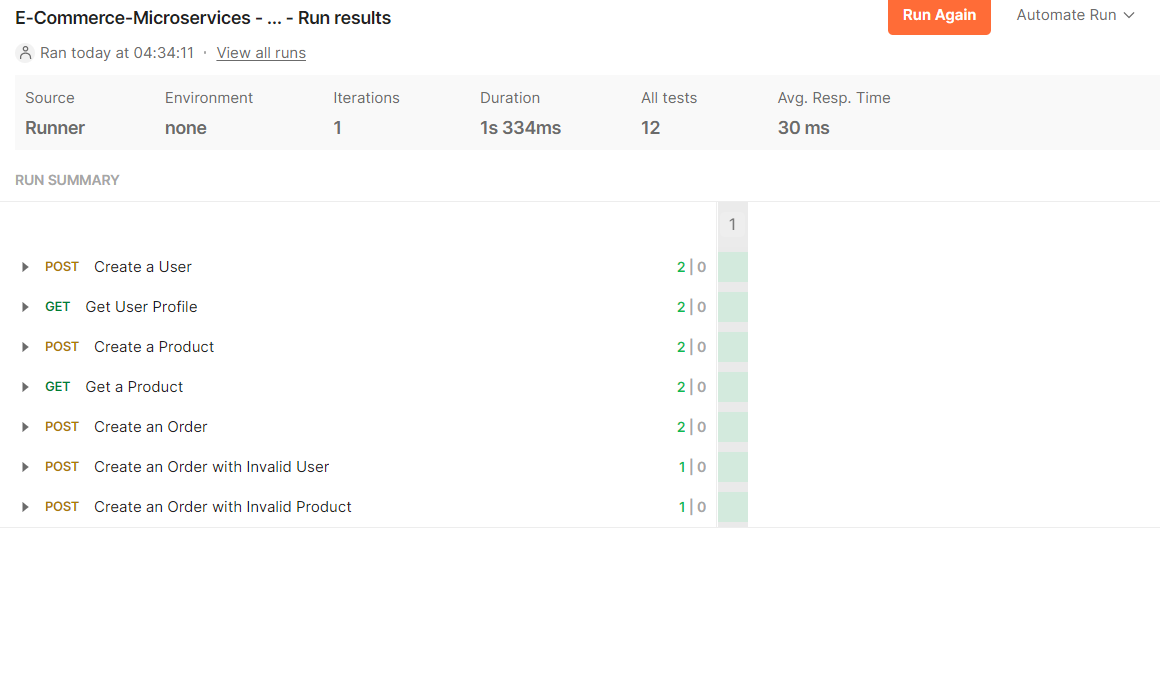 E-Commerce-Microservices - ... - Run results
Run Again
Automate Run
Ran today at 04:34:11 · View all runs
Source Environment Iterations Duration All tests Avg. Resp. Time
Runner none 1 1s 334ms 12 30 ms
RUN SUMMARY
1
POST Create a User 2 | 0
GET Get User Profile 2 | 0
POST Create a Product 2 | 0
GET Get a Product 2 | 0
POST Create an Order 2 | 0
POST Create an Order with Invalid User 1 | 0
POST Create an Order with Invalid Product 1 | 0